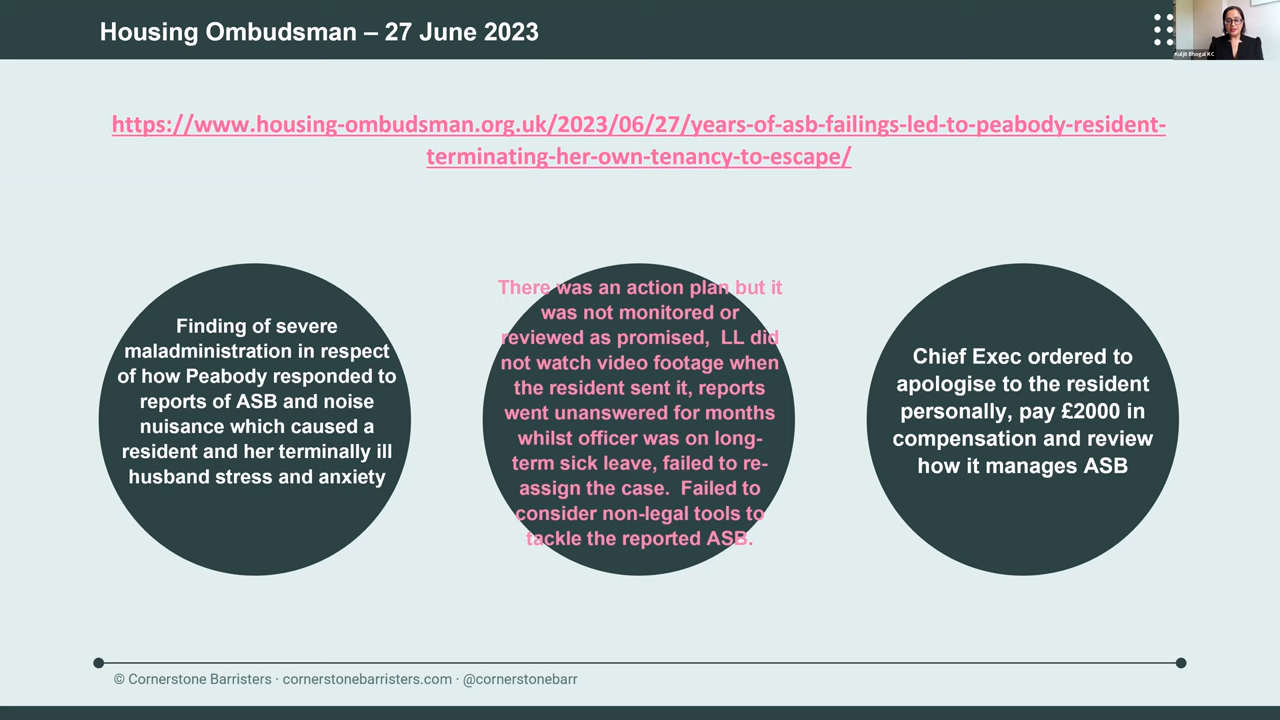 Housing Ombudsman – 27 June 2023
Kuljit Bhogal KC
https://www.housing-ombudsman.org.uk/2023/06/27/years-of-asb-failings-led-to-peabody-resident-
terminating-her-own-tenancy-to-escape/
Finding of severe
maladministration in respect
of how Peabody responded to
reports of ASB and noise
nuisance which caused a
resident and her terminally ill
husband stress and anxiety
There was an action plan but it
was not monitored or
reviewed as promised,  LL did
not watch video footage when
the resident sent it, reports
went unanswered for months
whilst officer was on long-
term sick leave, failed to re-
assign the case.  Failed to
consider non-legal tools to
tackle the reported ASB.
Chief Exec ordered to
apologise to the resident
personally, pay £2000 in
compensation and review
how it manages ASB
© Cornerstone Barristers · cornerstonebarristers.com · @cornerstonebarr